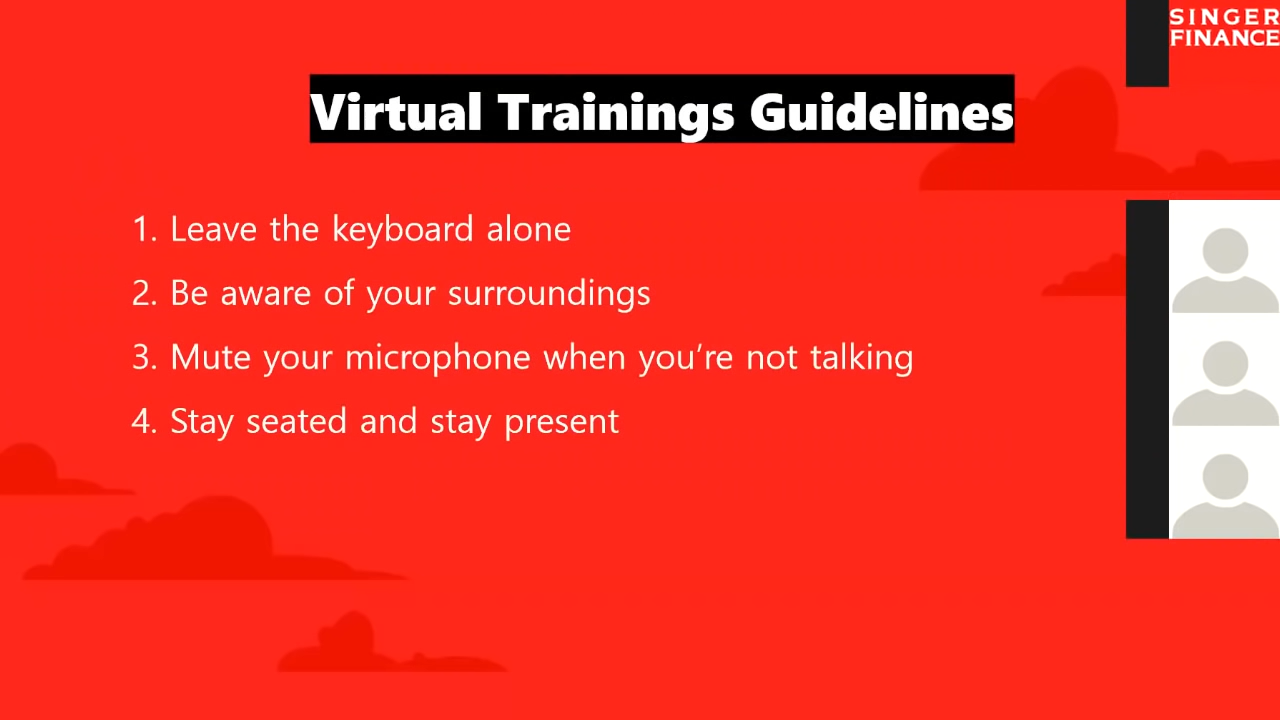 SINGER
FINANCE
Virtual Trainings Guidelines
1. Leave the keyboard alone
2. Be aware of your surroundings
3. Mute your microphone when you’re not talking
4. Stay seated and stay present